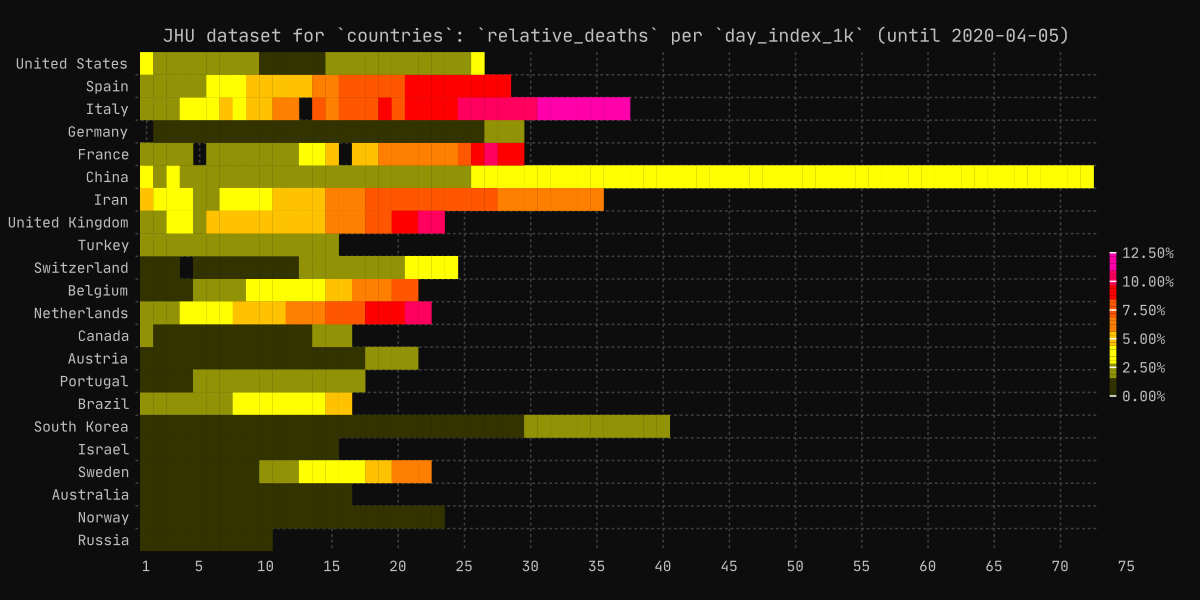 JHU dataset for `countries`: `relative_deaths` per `day_index_1k` (until 2020-04-05)
United States
Spain
Italy
Germany
France
China
Iran
United Kingdom
Turkey
Switzerland
Belgium
Netherlands
Canada
Austria
Portugal
Brazil
South Korea
Israel
Sweden
Australia
Norway
Russia
1 5 10 15 20 25 30 35 40 45 50 55 60 65 70 75
12.50%
10.00%
7.50%
5.00%
2.50%
0.00%